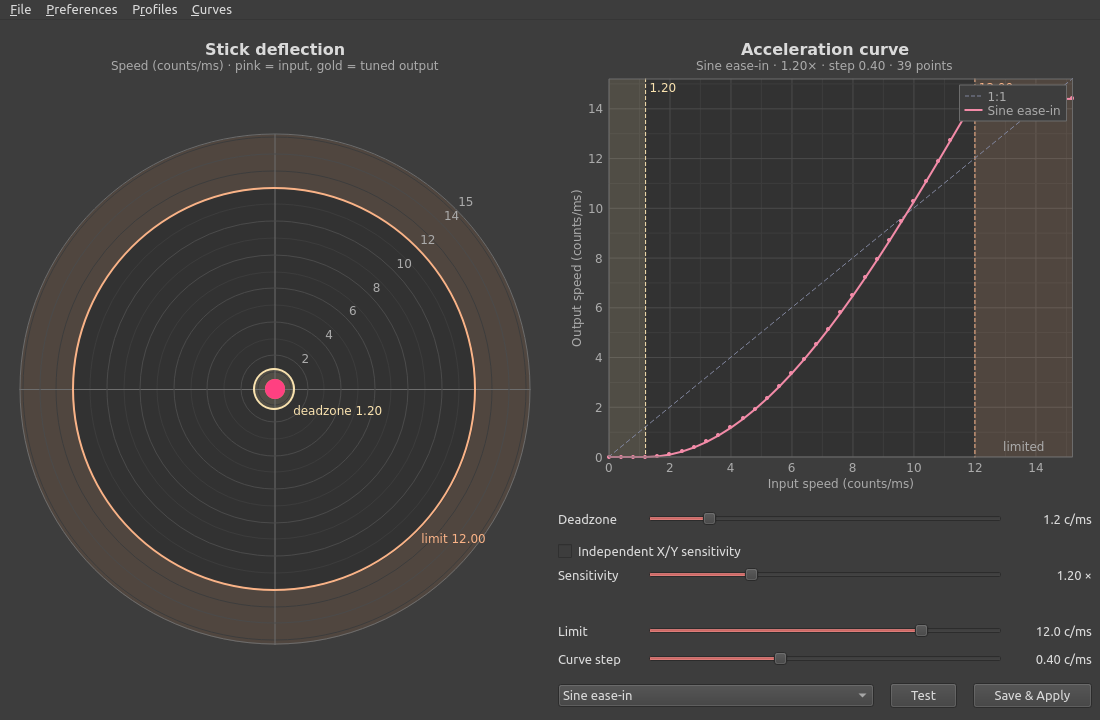 File Preferences Profiles Curves
Stick deflection
Speed (counts/ms) · pink = input, gold = tuned output
15
14
12
10
8
6
4
2
deadzone 1.20
limit 12.00
Acceleration curve
Sine ease-in · 1.20× · step 0.40 · 39 points
1.20
12.00
1:1
Sine ease-in
14
12
10
8
6
4
2
0
Output speed (counts/ms)
limited
0 2 4 6 8 10 12 14
Input speed (counts/ms)
Deadzone 1.2 c/ms
Independent X/Y sensitivity
Sensitivity 1.20 ×
Limit 12.0 c/ms
Curve step 0.40 c/ms
Sine ease-in Test Save & Apply